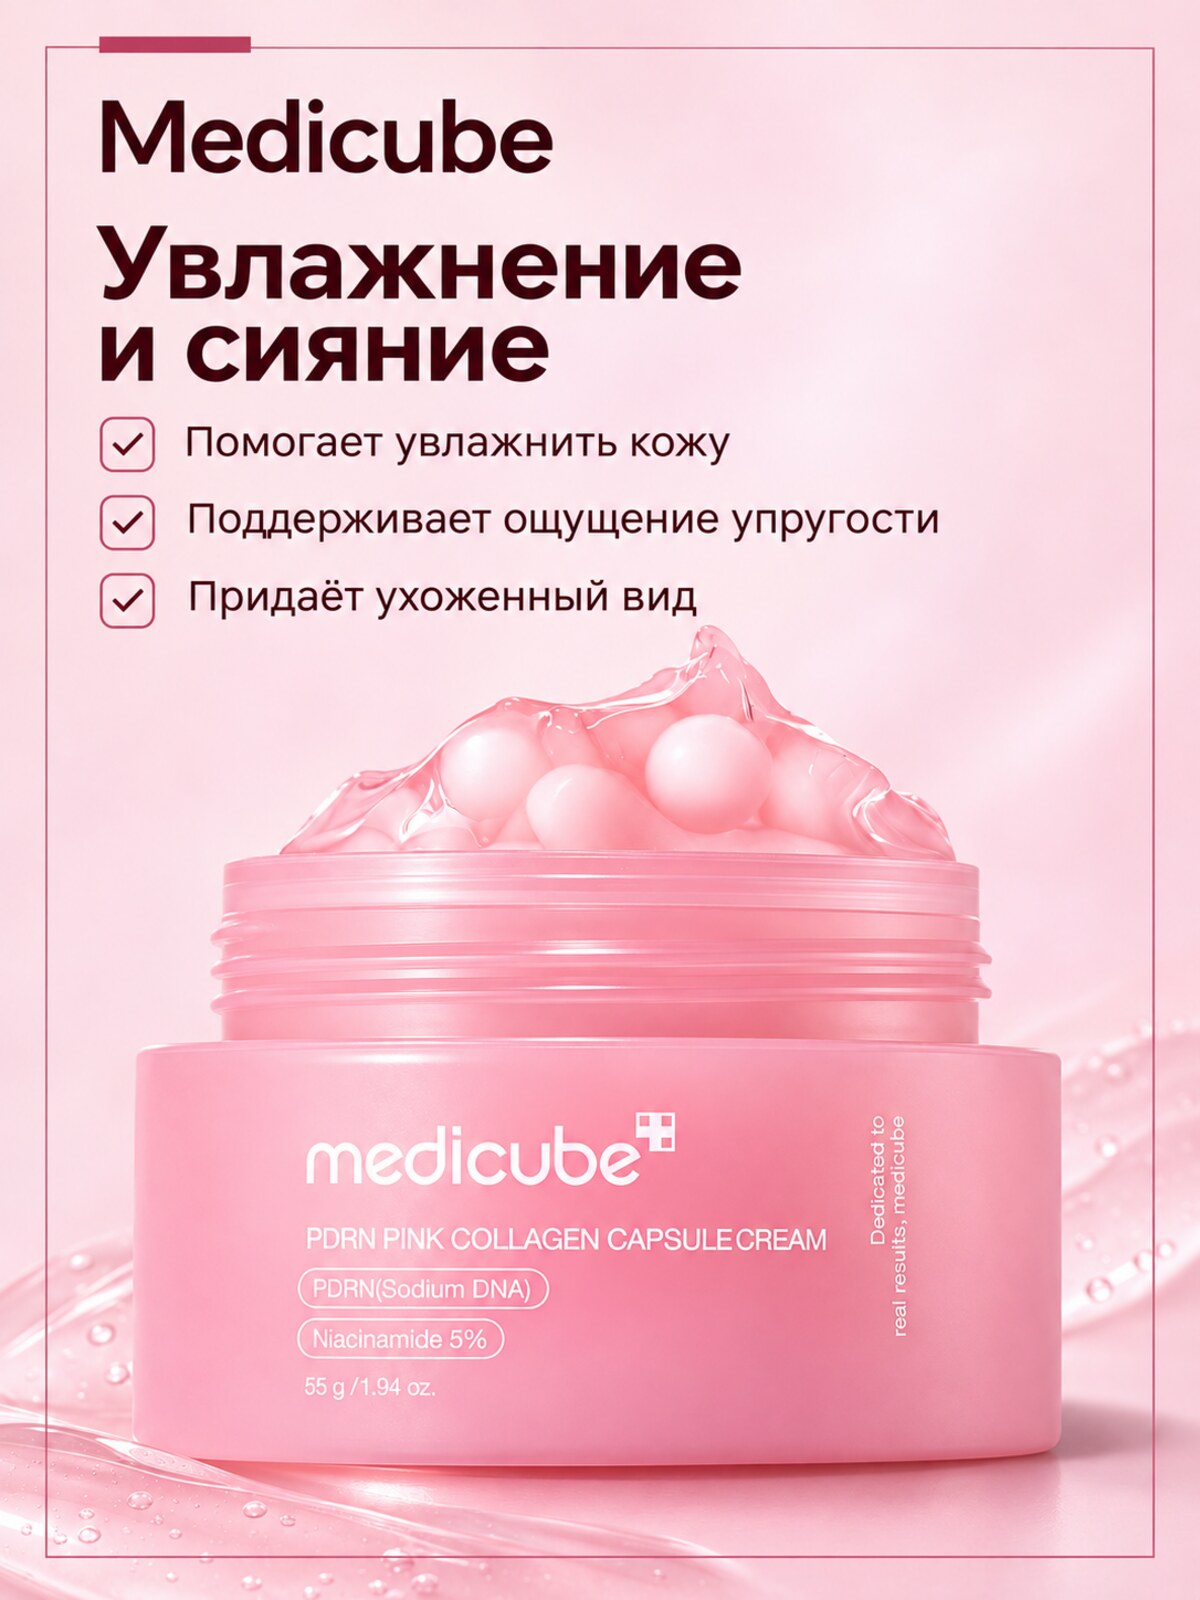 Medicube
Увлажнение
и сияние
Помогает увлажнить кожу
Поддерживает ощущение упругости
Придаёт ухоженный вид
medicube
PDRN PINK COLLAGEN CAPSULE CREAM
PDRN(Sodium DNA)
Niacinamide 5%
55 g / 1.94 oz.
Dedicated to
real results, medicube